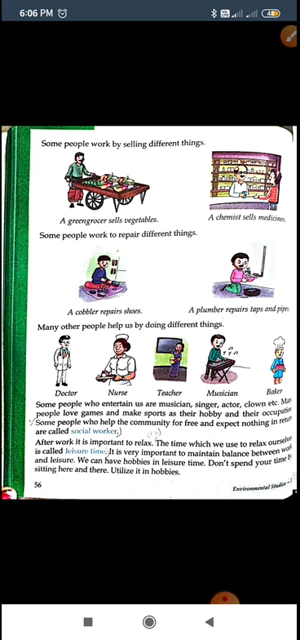 6:06 PM
Some people work by selling different things.
A greengrocer sells vegetables.
A chemist sells medicines.
Some people work to repair different things.
A cobbler repairs shoes.
A plumber repairs taps and pipes
Many other people help us by doing different things.
Doctor
Nurse
Teacher
Musician
Baker
Some people who entertain us are musician, singer, actor, clown etc. Many
people love games and make sports as their hobby and their occupation
Some people who help the community for free and expect nothing in return
are called social worker.
After work it is important to relax. The time which we use to relax ourselves
is called leisure time. It is very important to maintain balance between work
and leisure. We can have hobbies in leisure time. Don't spend your time by
sitting here and there. Utilize it in hobbies.
56
Environmental Studies